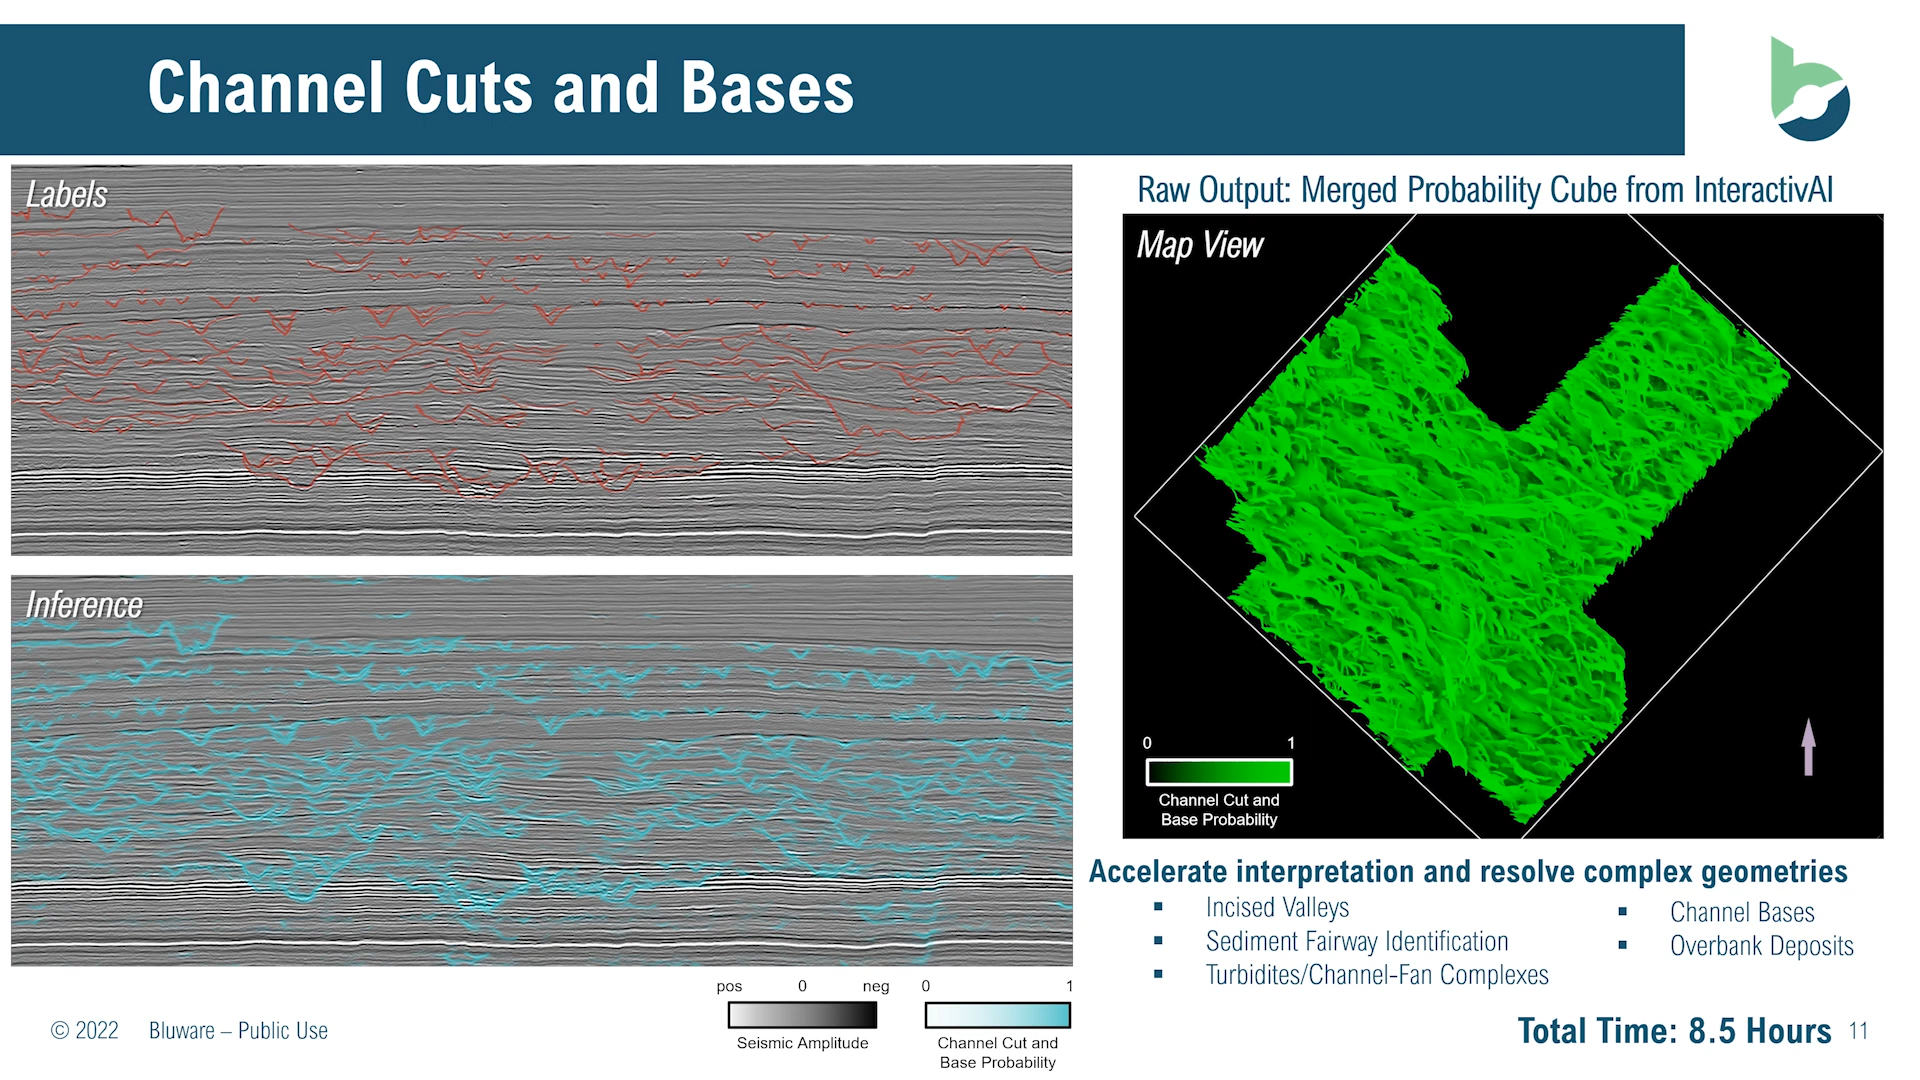 Channel Cuts and Bases
Labels
Inference
pos 0 neg
Seismic Amplitude
0 1
Channel Cut and
Base Probability
Raw Output: Merged Probability Cube from InteractivAI
Map View
0 1
Channel Cut and
Base Probability
Accelerate interpretation and resolve complex geometries
▪ Incised Valleys
▪ Sediment Fairway Identification
▪ Turbidites/Channel-Fan Complexes
▪ Channel Bases
▪ Overbank Deposits
© 2022 Bluware – Public Use
Total Time: 8.5 Hours 11